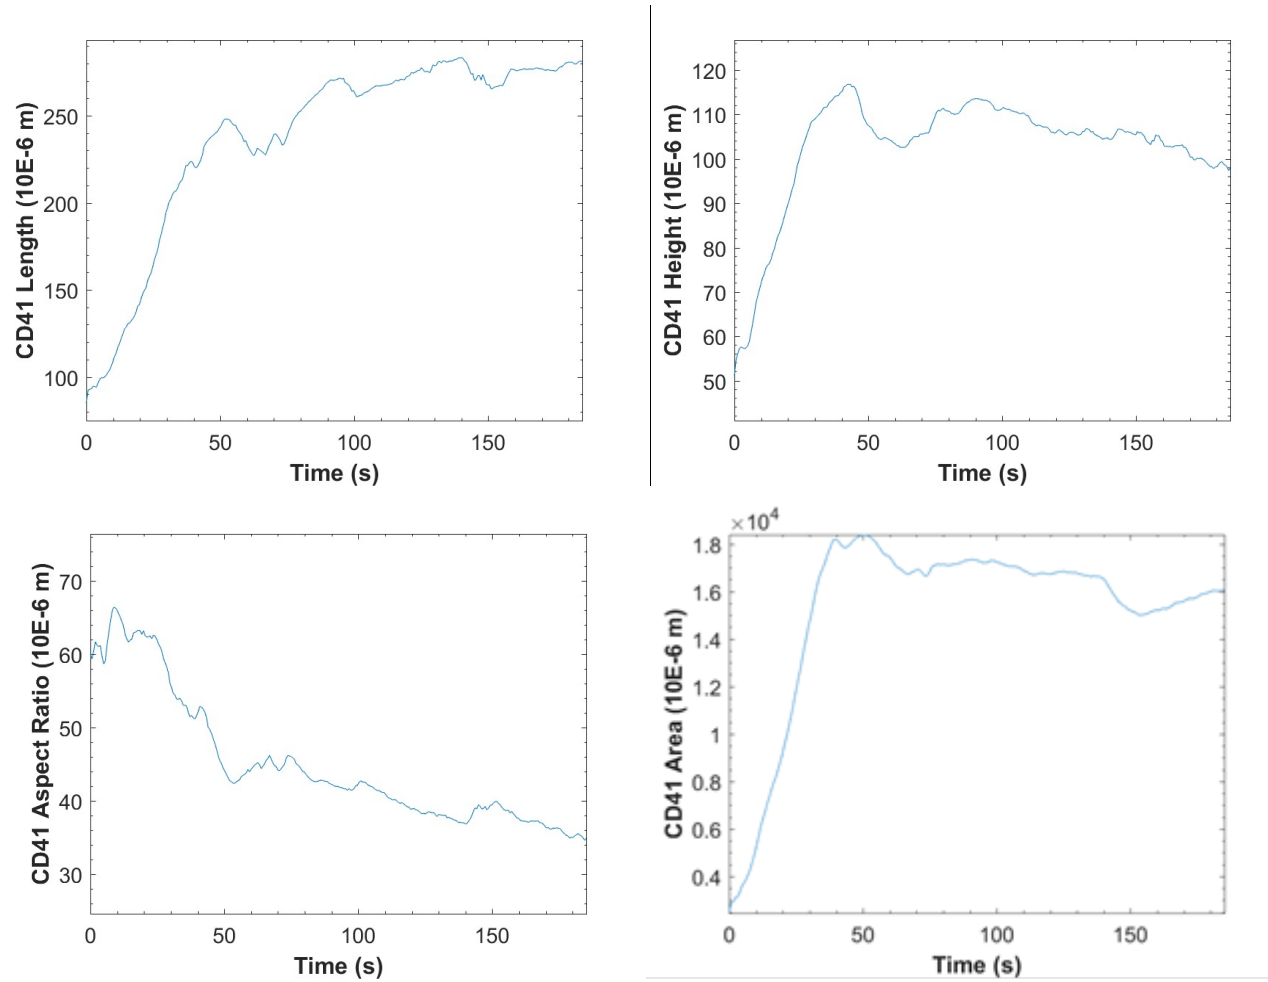 CD41 Length (10E-6 m)
250
200
150
100
0 50 100 150
Time (s)
CD41 Height (10E-6 m)
120
110
100
90
80
70
60
50
0 50 100 150
Time (s)
CD41 Aspect Ratio (10E-6 m)
70
60
50
40
30
0 50 100 150
Time (s)
×10⁴
CD41 Area (10E-6 m)
1.8
1.6
1.4
1.2
1
0.8
0.6
0.4
0 50 100 150
Time (s)